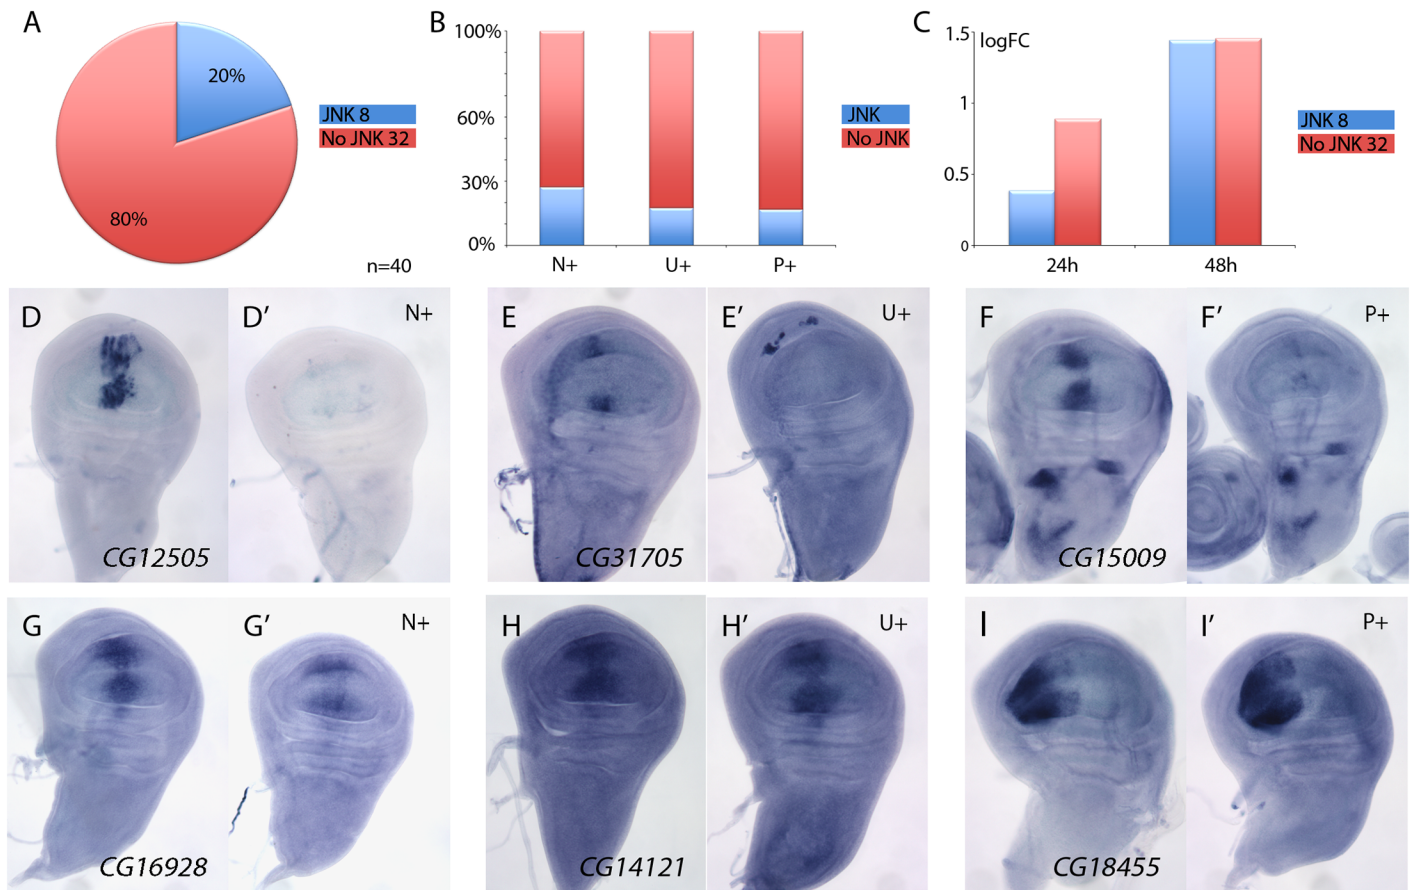 A
20%
80%
JNK 8
No JNK 32
n=40
B
100%
60%
30%
0%
N+
U+
P+
JNK
No JNK
C
logFC
1.5
1
0.5
0
24h
48h
JNK 8
No JNK 32
D
D′
N+
CG12505
E
E′
U+
CG31705
F
F′
P+
CG15009
G
G′
N+
CG16928
H
H′
U+
CG14121
I
I′
P+
CG18455